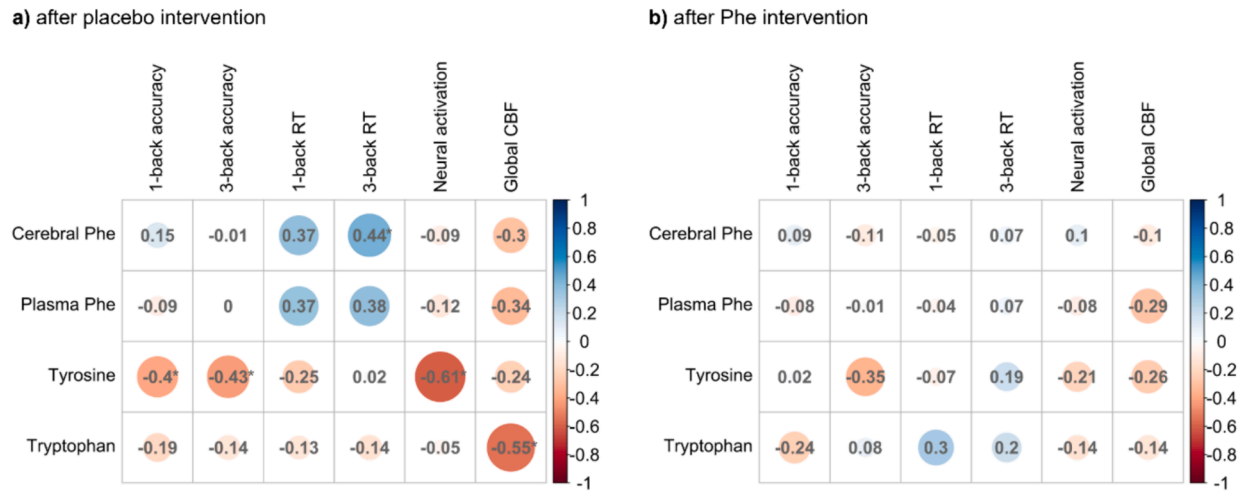 a) after placebo intervention
1-back accuracy
3-back accuracy
1-back RT
3-back RT
Neural activation
Global CBF
Cerebral Phe 0.15 -0.01 0.37 0.44* -0.09 -0.3
Plasma Phe -0.09 0 0.37 0.38 -0.12 -0.34
Tyrosine -0.4* -0.43* -0.25 0.02 -0.61* -0.24
Tryptophan -0.19 -0.14 -0.13 -0.14 -0.05 -0.55*
1
0.8
0.6
0.4
0.2
0
-0.2
-0.4
-0.6
-0.8
-1
b) after Phe intervention
1-back accuracy
3-back accuracy
1-back RT
3-back RT
Neural activation
Global CBF
Cerebral Phe 0.09 -0.11 -0.05 0.07 0.1 -0.1
Plasma Phe -0.08 -0.01 -0.04 0.07 -0.08 -0.29
Tyrosine 0.02 -0.35 -0.07 0.19 -0.21 -0.26
Tryptophan -0.24 0.08 0.3 0.2 -0.14 -0.14
1
0.8
0.6
0.4
0.2
0
-0.2
-0.4
-0.6
-0.8
-1